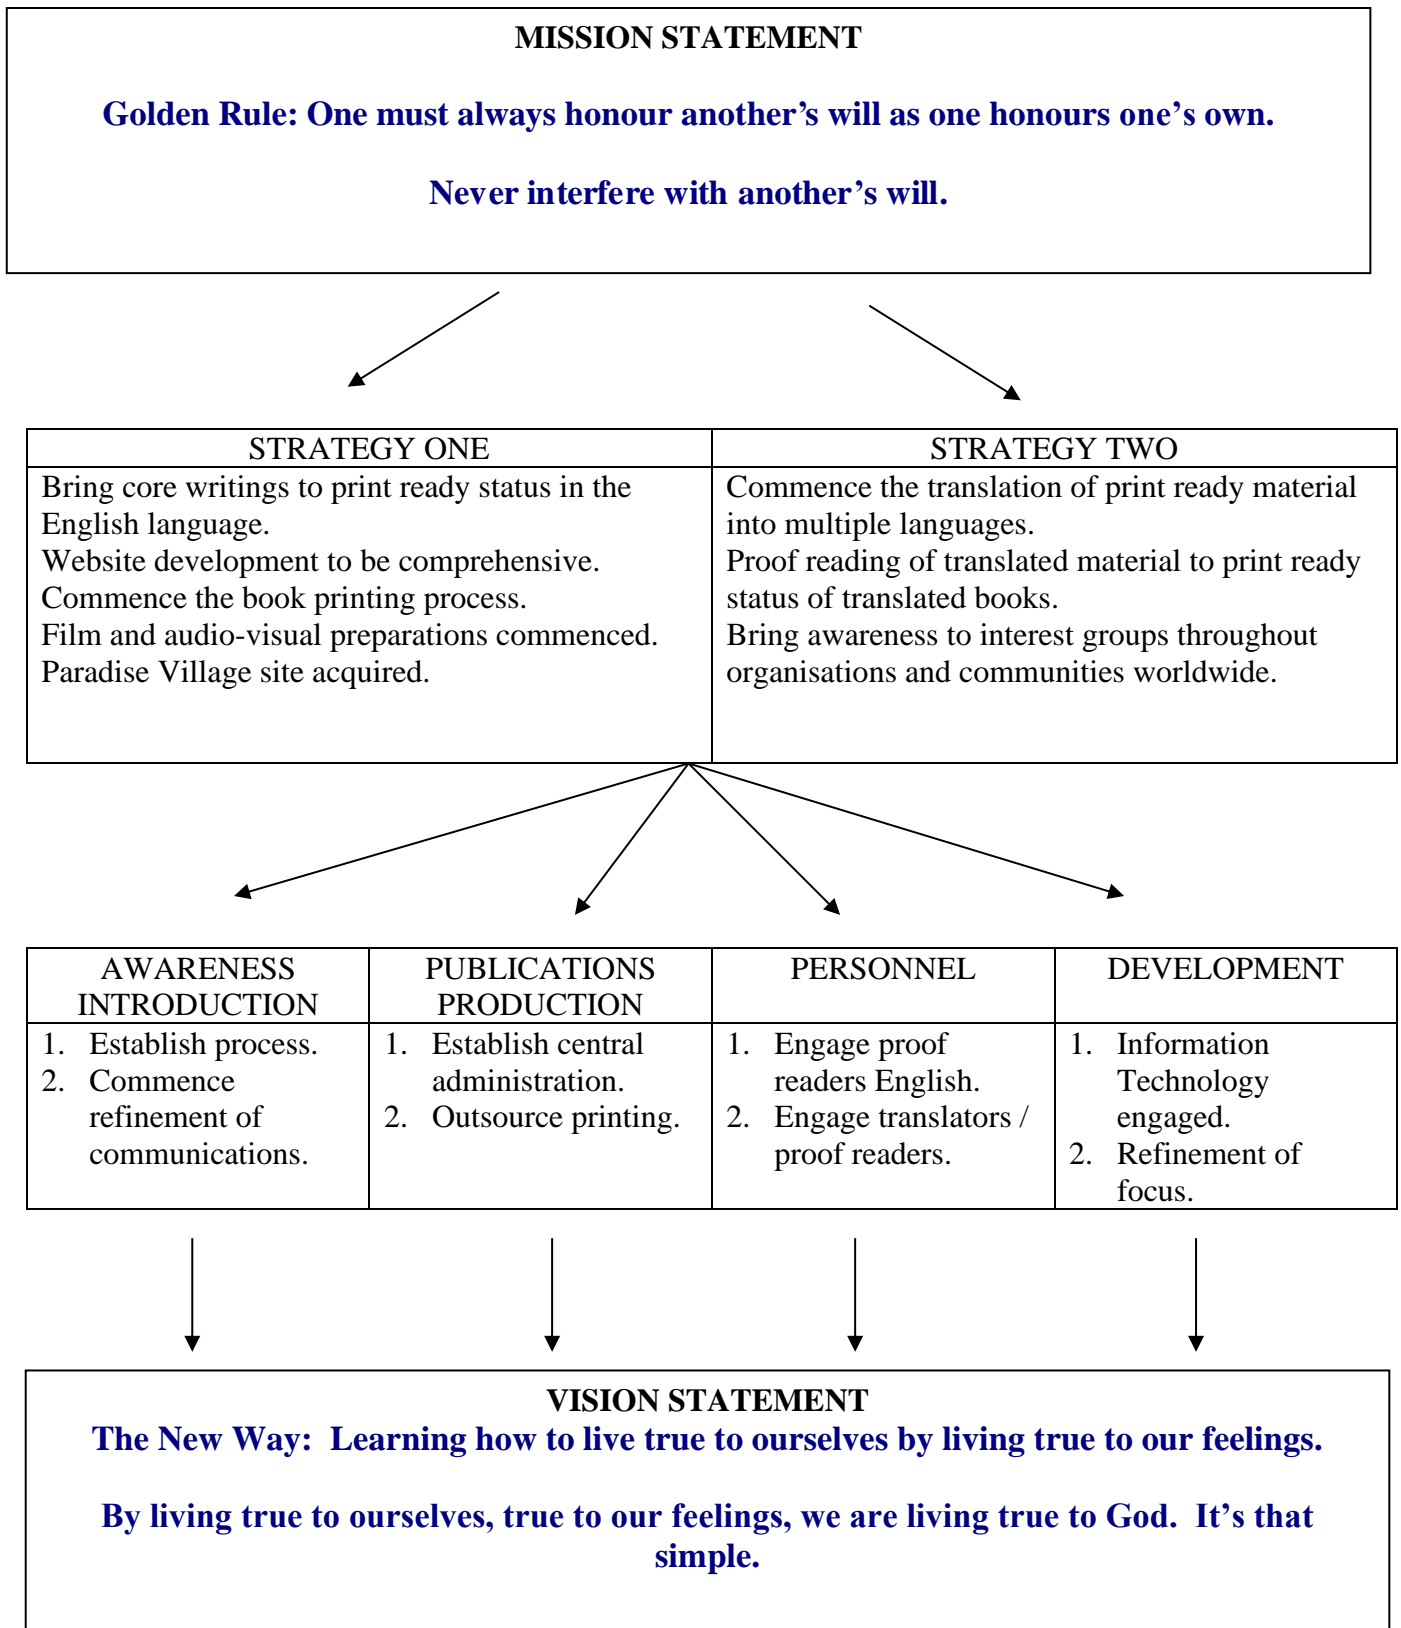 MISSION STATEMENT
Golden Rule: One must always honour another’s will as one honours one’s own.
Never interfere with another’s will.
STRATEGY ONE
Bring core writings to print ready status in the
English language.
Website development to be comprehensive.
Commence the book printing process.
Film and audio-visual preparations commenced.
Paradise Village site acquired.
STRATEGY TWO
Commence the translation of print ready material
into multiple languages.
Proof reading of translated material to print ready
status of translated books.
Bring awareness to interest groups throughout
organisations and communities worldwide.
AWARENESS
INTRODUCTION
1. Establish process.
2. Commence
refinement of
communications.
PUBLICATIONS
PRODUCTION
1. Establish central
administration.
2. Outsource printing.
PERSONNEL
1. Engage proof
readers English.
2. Engage translators /
proof readers.
DEVELOPMENT
1. Information
Technology
engaged.
2. Refinement of
focus.
VISION STATEMENT
The New Way: Learning how to live true to ourselves by living true to our feelings.
By living true to ourselves, true to our feelings, we are living true to God. It’s that
simple.